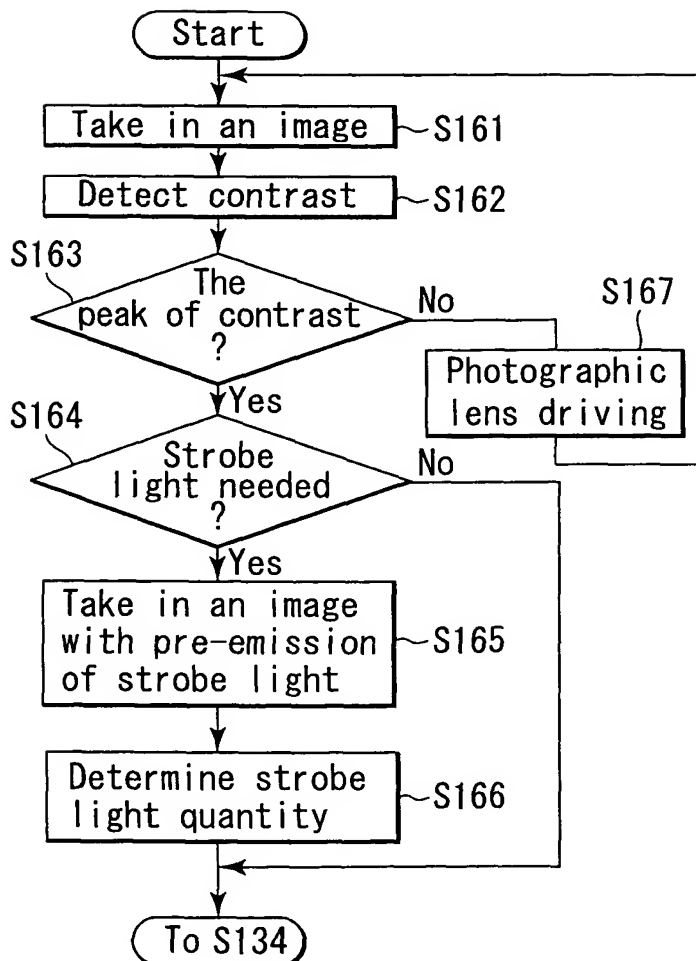 Start
Take in an image
S161
Detect contrast
S162
S163
The
peak of contrast
?
No
S167
Photographic
lens driving
Yes
S164
Strobe
light needed
?
No
Yes
Take in an image
with pre-emission
of strobe light
S165
Determine strobe
light quantity
S166
To S134